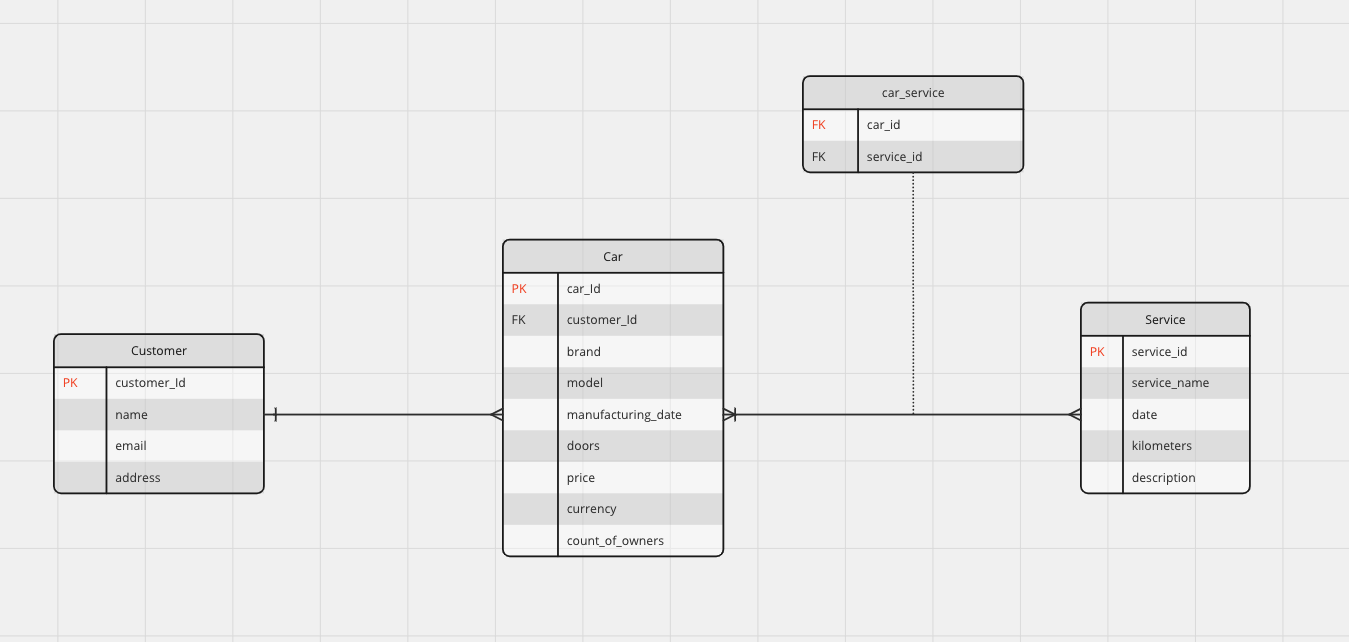 car_service
FK car_id
FK service_id
Car
PK car_Id
FK customer_Id
brand
model
manufacturing_date
doors
price
currency
count_of_owners
Service
PK service_id
service_name
date
kilometers
description
Customer
PK customer_Id
name
email
address